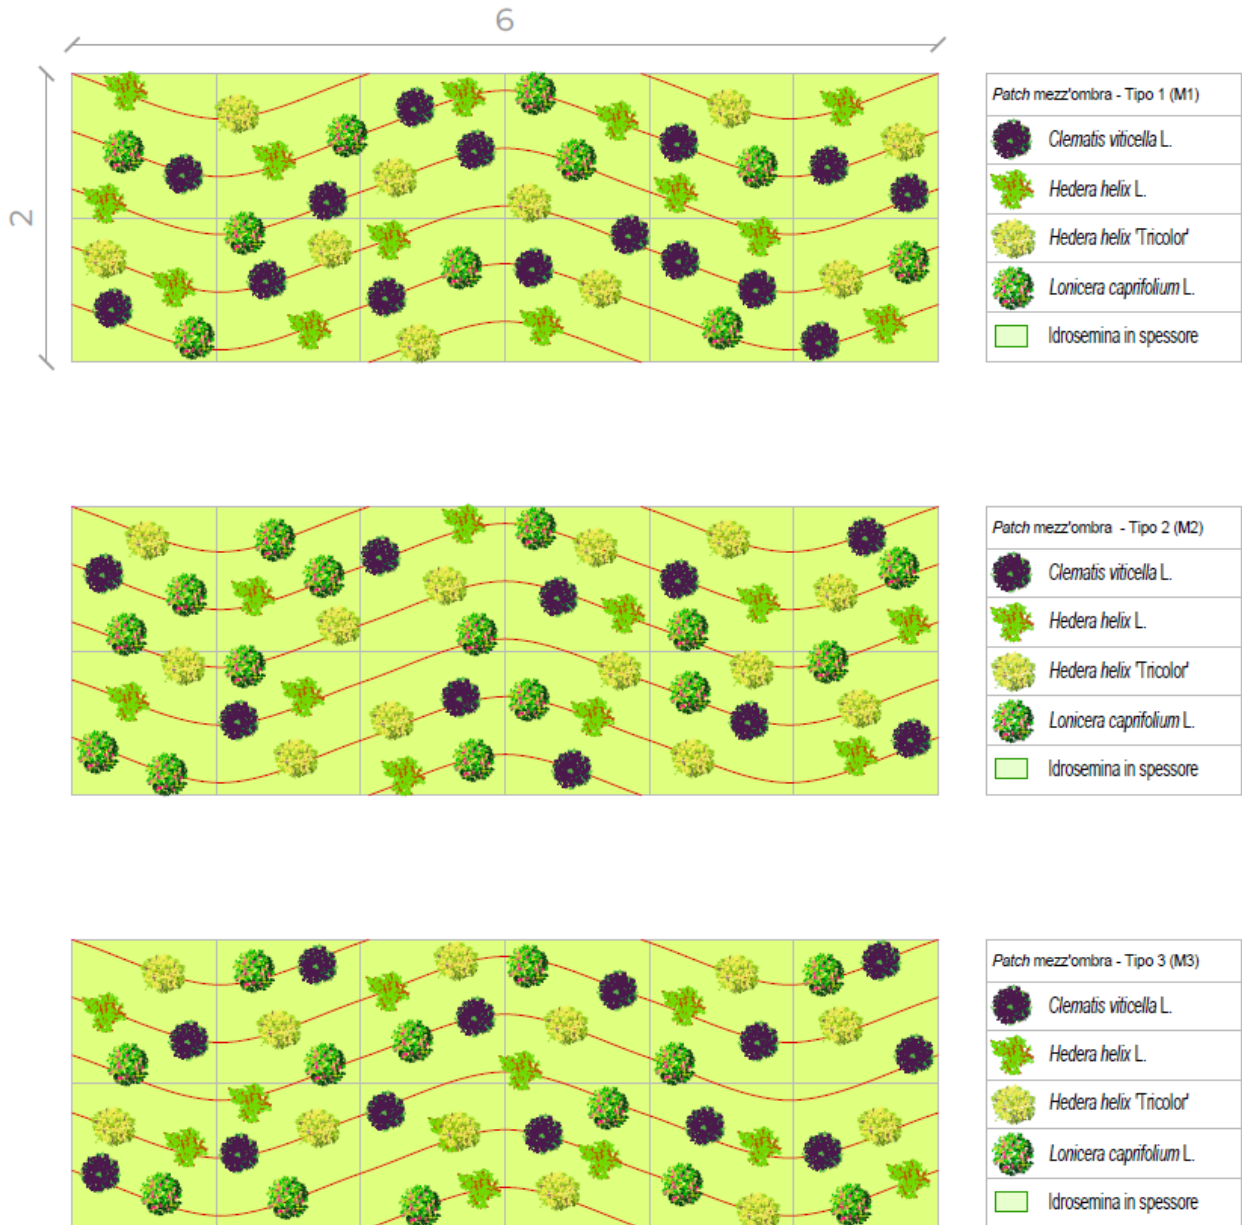 6
2
Patch mezz'ombra - Tipo 1 (M1)
Clematis viticella L.
Hedera helix L.
Hedera helix 'Tricolor'
Lonicera caprifolium L.
Idrosemina in spessore
Patch mezz'ombra - Tipo 2 (M2)
Clematis viticella L.
Hedera helix L.
Hedera helix 'Tricolor'
Lonicera caprifolium L.
Idrosemina in spessore
Patch mezz'ombra - Tipo 3 (M3)
Clematis viticella L.
Hedera helix L.
Hedera helix 'Tricolor'
Lonicera caprifolium L.
Idrosemina in spessore